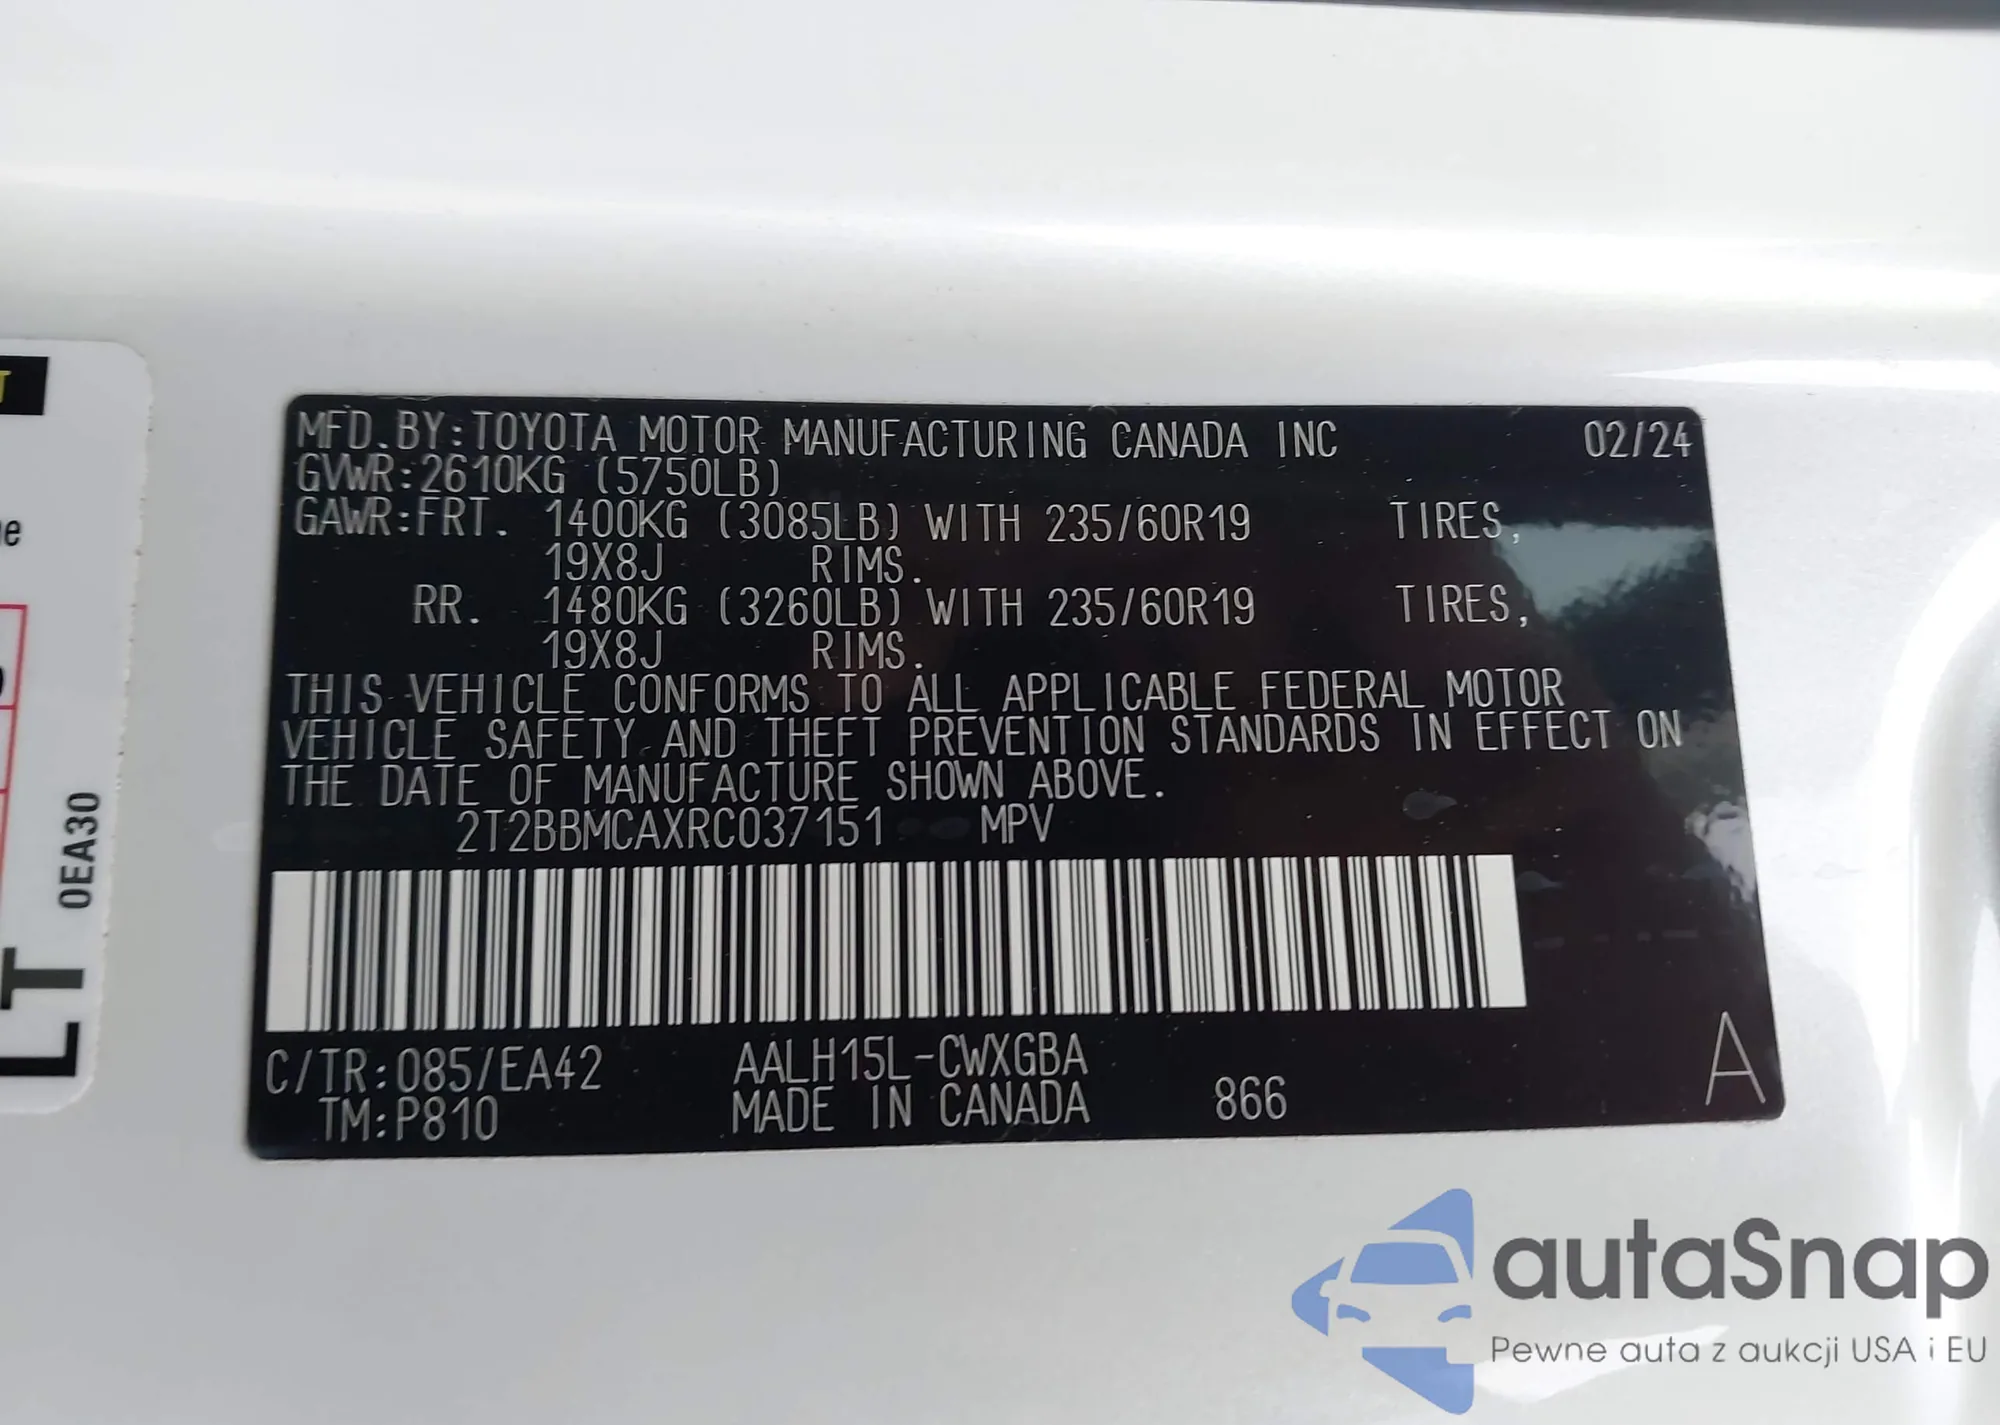 MFD.BY:TOYOTA MOTOR MANUFACTURING CANADA INC 02/24
GVWR:2610KG (5750LB)
GAWR:FRT. 1400KG (3085LB) WITH 235/60R19 TIRES,
19X8J RIMS.
RR. 1480KG (3260LB) WITH 235/60R19 TIRES,
19X8J RIMS.
THIS VEHICLE CONFORMS TO ALL APPLICABLE FEDERAL MOTOR
VEHICLE SAFETY AND THEFT PREVENTION STANDARDS IN EFFECT ON
THE DATE OF MANUFACTURE SHOWN ABOVE.
2T2BBMCAXRC037151 MPV
C/TR:085/EA42 AALH15L-CWXGBA
TM:P810 MADE IN CANADA 866 A
0EA30
autaSnap
Pewne auta z aukcji USA i EU